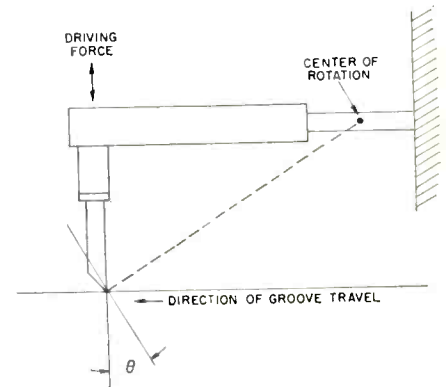 DRIVING
FORCE
CENTER OF
ROTATION
DIRECTION OF GROOVE TRAVEL
θ